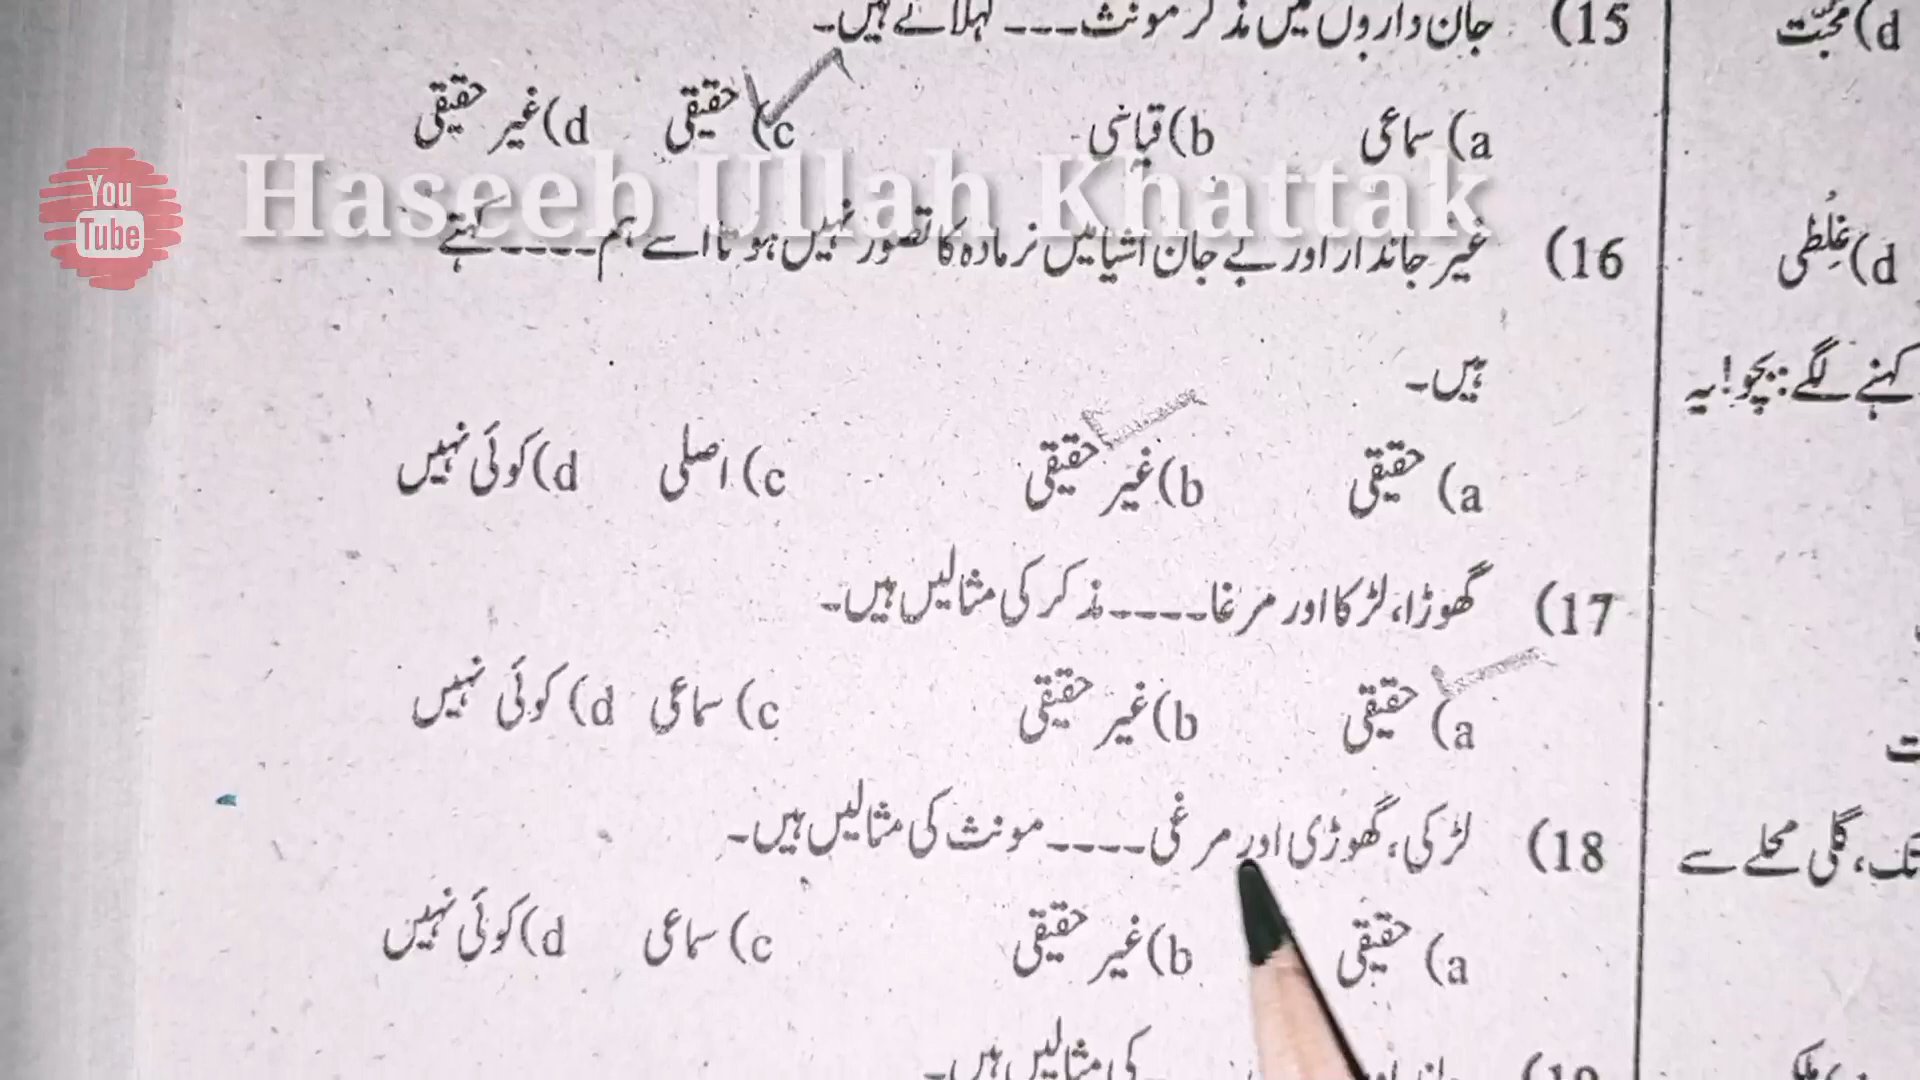 15) جان داروں میں مذکر مونث ---- کہلاتے ہیں۔
a) سماعی b) قیاسی c) حقیقی d) غیر حقیقی
You Tube
Haseeb Ullah Khattak
16) غیر جاندار اور بے جان اشیا میں نر مادہ کا تصور نہیں ہوتا اسے ہم ---- کہتے
ہیں۔
a) حقیقی b) غیر حقیقی c) اصلی d) کوئی نہیں
17) گھوڑا، لڑکا اور مرغا ---- مذکر کی مثالیں ہیں۔
a) حقیقی b) غیر حقیقی c) سماعی d) کوئی نہیں
18) لڑکی، گھوڑی اور مرغی ---- مونث کی مثالیں ہیں۔
a) حقیقی b) غیر حقیقی c) سماعی d) کوئی نہیں
کی مثالیں ہیں۔
d) محبّت
d) غلُطی
کہنے لگے: بچو! یہ
تک، گلی محلے سے